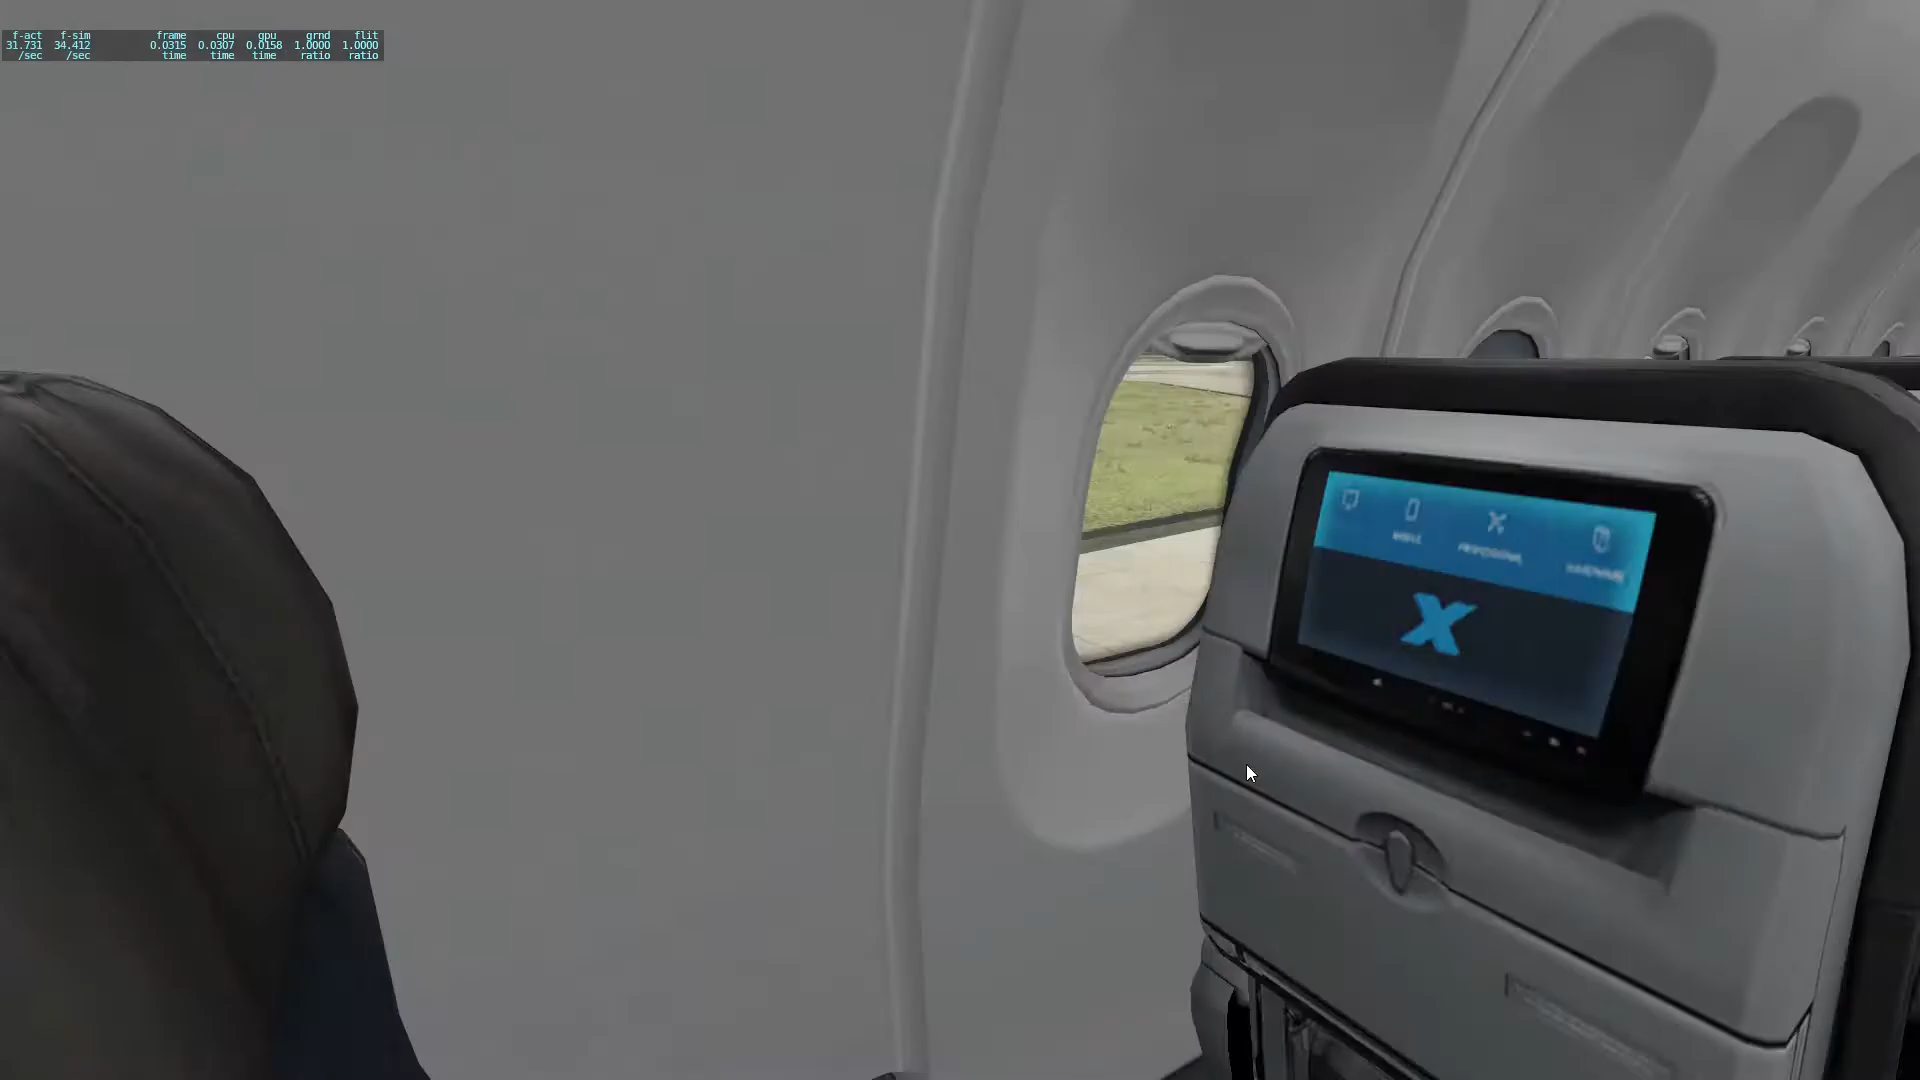 f-act f-sim frame cpu gpu grnd flit
31.731 34.412 0.0315 0.0307 0.0158 1.0000 1.0000
/sec /sec time time time ratio ratio
X